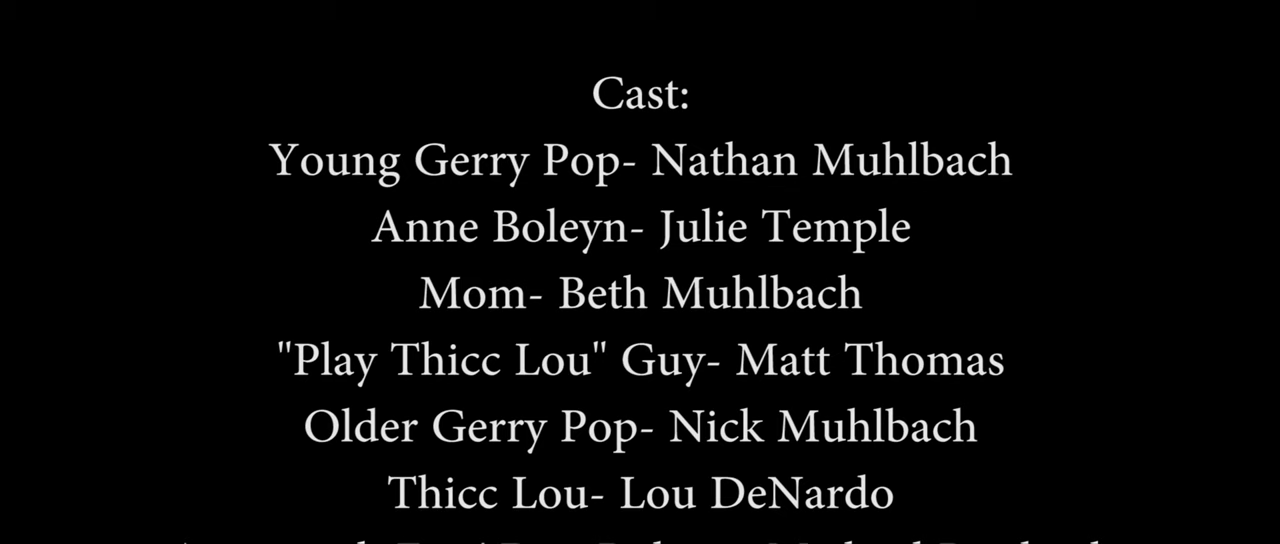 Cast:
Young Gerry Pop- Nathan Muhlbach
Anne Boleyn- Julie Temple
Mom- Beth Muhlbach
"Play Thicc Lou" Guy- Matt Thomas
Older Gerry Pop- Nick Muhlbach
Thicc Lou- Lou DeNardo